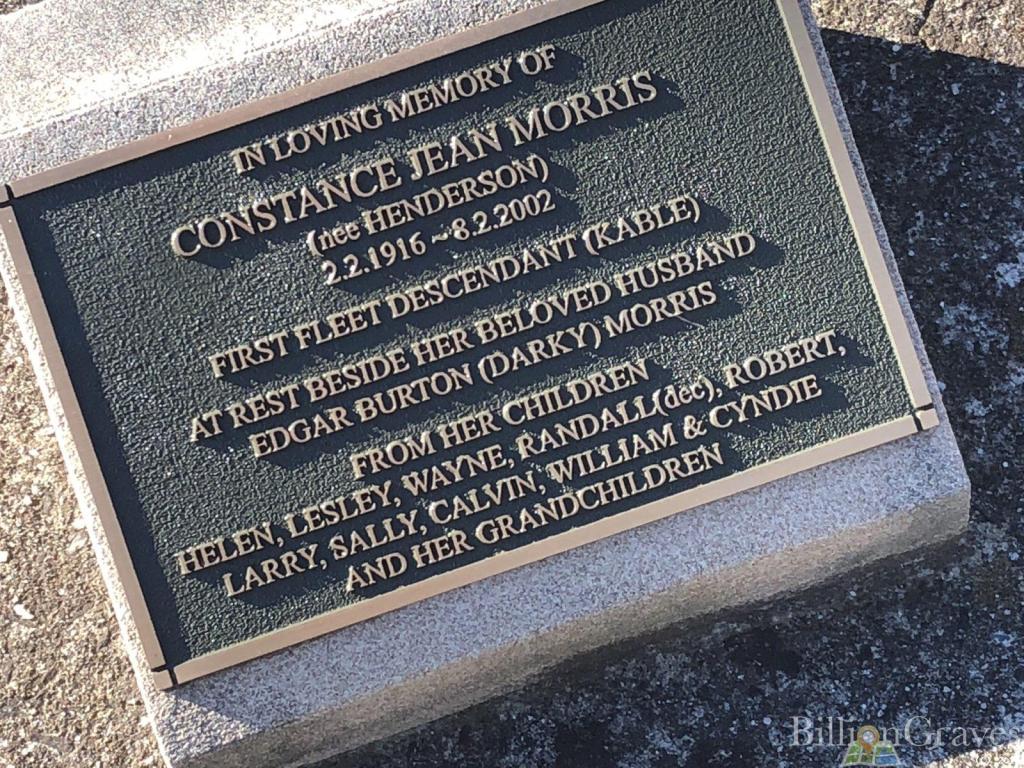 IN LOVING MEMORY OF
CONSTANCE JEAN MORRIS
(nee HENDERSON)
2.2.1916 ~ 8.2.2002
FIRST FLEET DESCENDANT (KABLE)
AT REST BESIDE HER BELOVED HUSBAND
EDGAR BURTON (DARKY) MORRIS
FROM HER CHILDREN
HELEN, LESLEY, WAYNE, RANDALL(dec), ROBERT,
LARRY, SALLY, CALVIN, WILLIAM & CYNDIE
AND HER GRANDCHILDREN
BillionGraves